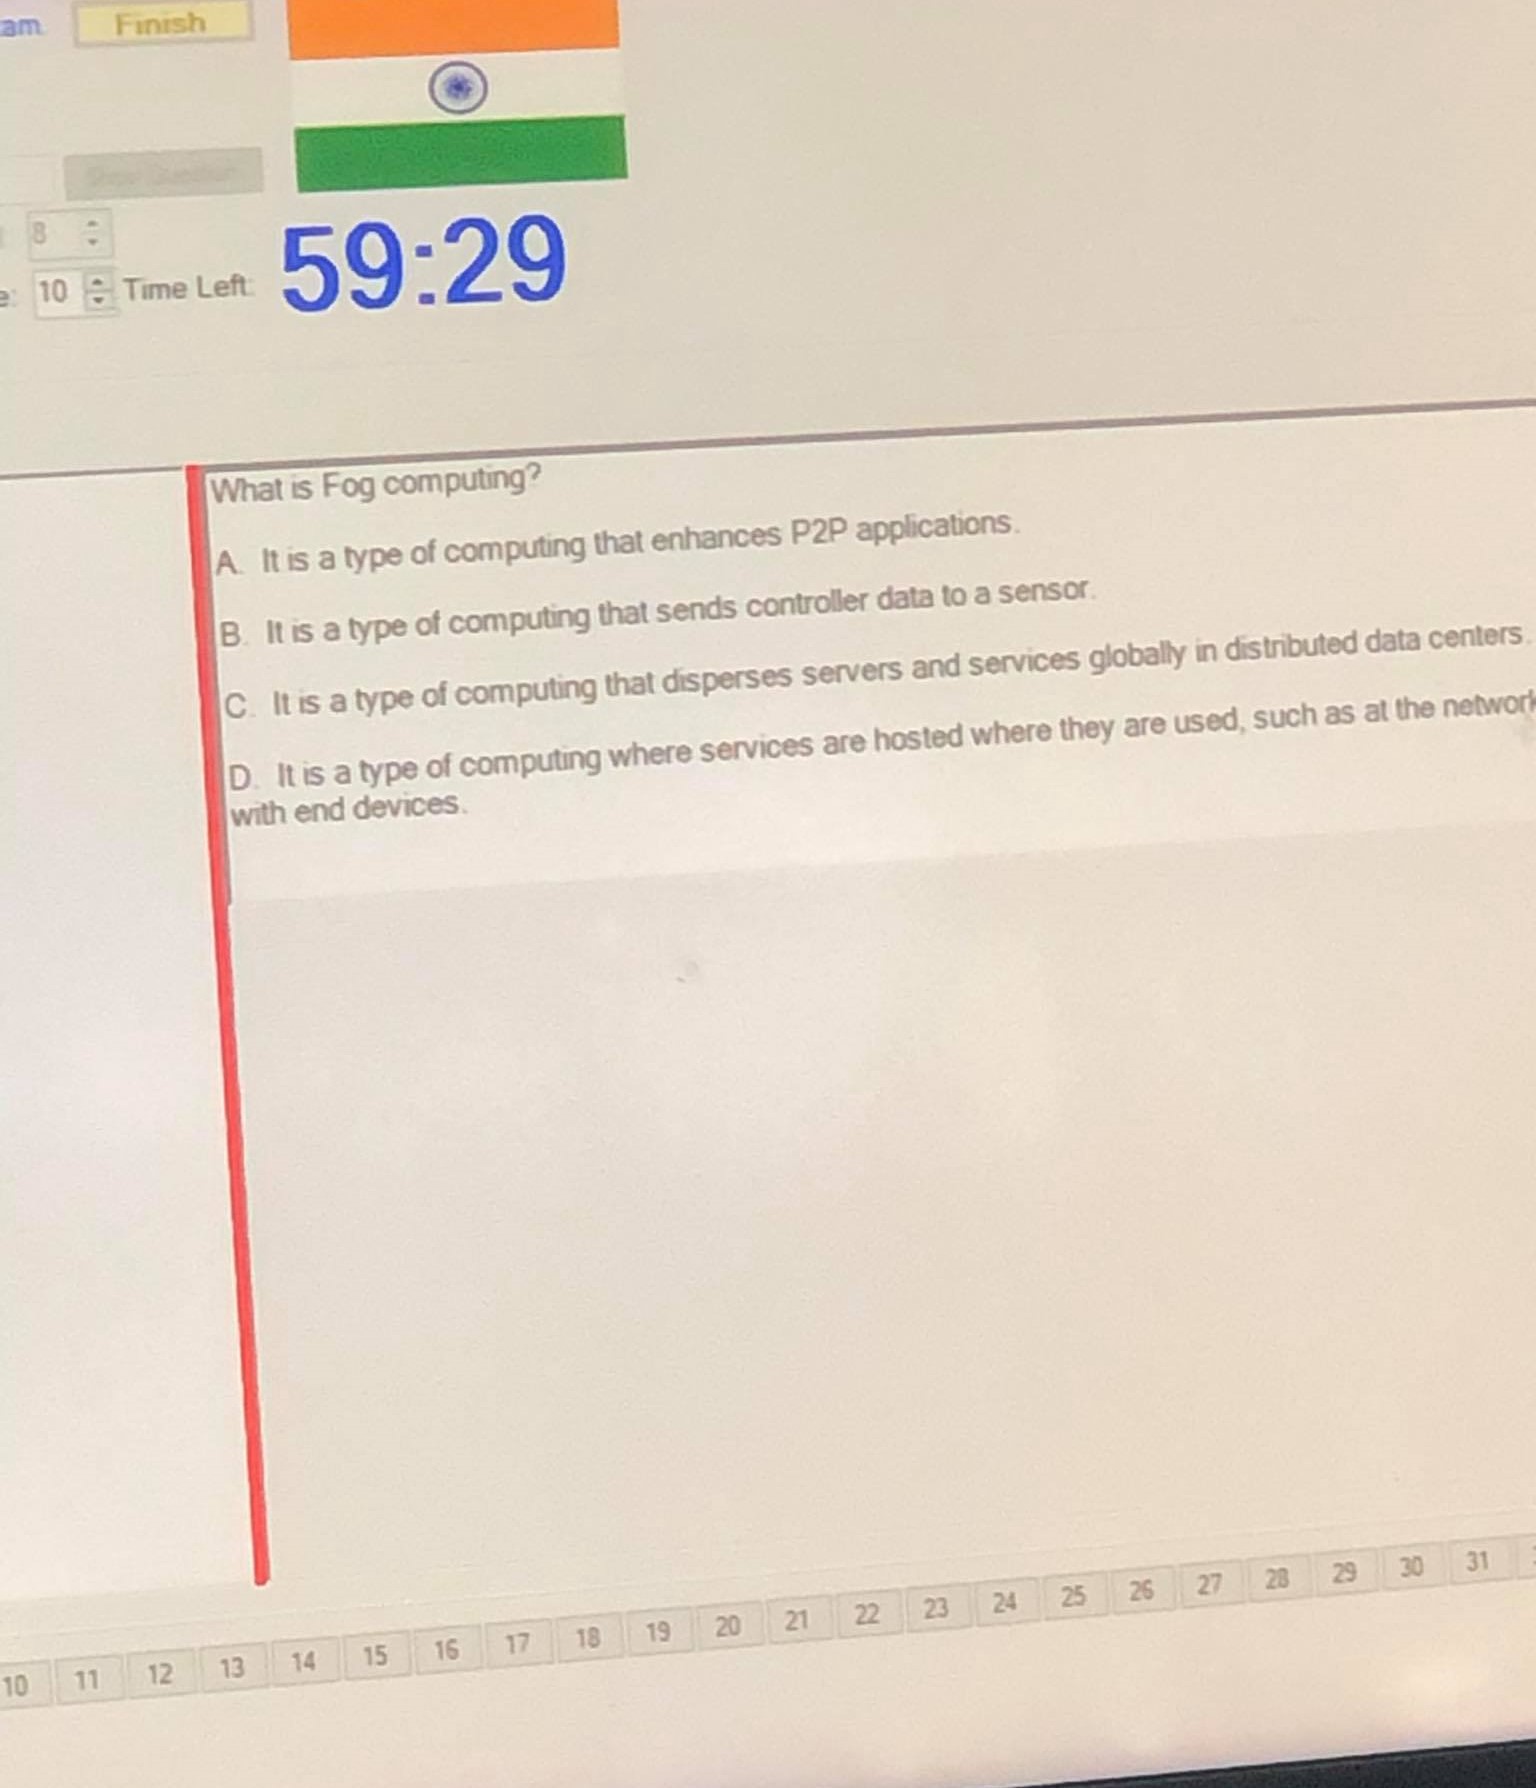 am
Finish
Show Question
8
e: 10 Time Left: 59:29
What is Fog computing?
A. It is a type of computing that enhances P2P applications.
B. It is a type of computing that sends controller data to a sensor.
C. It is a type of computing that disperses servers and services globally in distributed data centers.
D. It is a type of computing where services are hosted where they are used, such as at the network
with end devices.
10 11 12 13 14 15 16 17 18 19 20 21 22 23 24 25 26 27 28 29 30 31